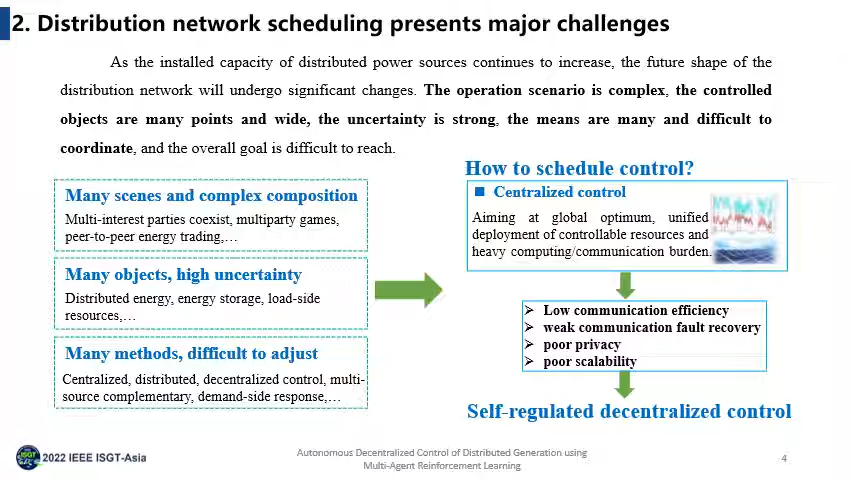 2. Distribution network scheduling presents major challenges
As the installed capacity of distributed power sources continues to increase, the future shape of the
distribution network will undergo significant changes. The operation scenario is complex, the controlled
objects are many points and wide, the uncertainty is strong, the means are many and difficult to
coordinate, and the overall goal is difficult to reach.
Many scenes and complex composition
Multi-interest parties coexist, multiparty games,
peer-to-peer energy trading,…
Many objects, high uncertainty
Distributed energy, energy storage, load-side
resources,…
Many methods, difficult to adjust
Centralized, distributed, decentralized control, multi-
source complementary, demand-side response,…
How to schedule control?
■ Centralized control
Aiming at global optimum, unified
deployment of controllable resources and
heavy computing/communication burden.
➢ Low communication efficiency
➢ weak communication fault recovery
➢ poor privacy
➢ poor scalability
Self-regulated decentralized control
ISGT
2022 IEEE ISGT-Asia
Autonomous Decentralized Control of Distributed Generation using
Multi-Agent Reinforcement Learning
4